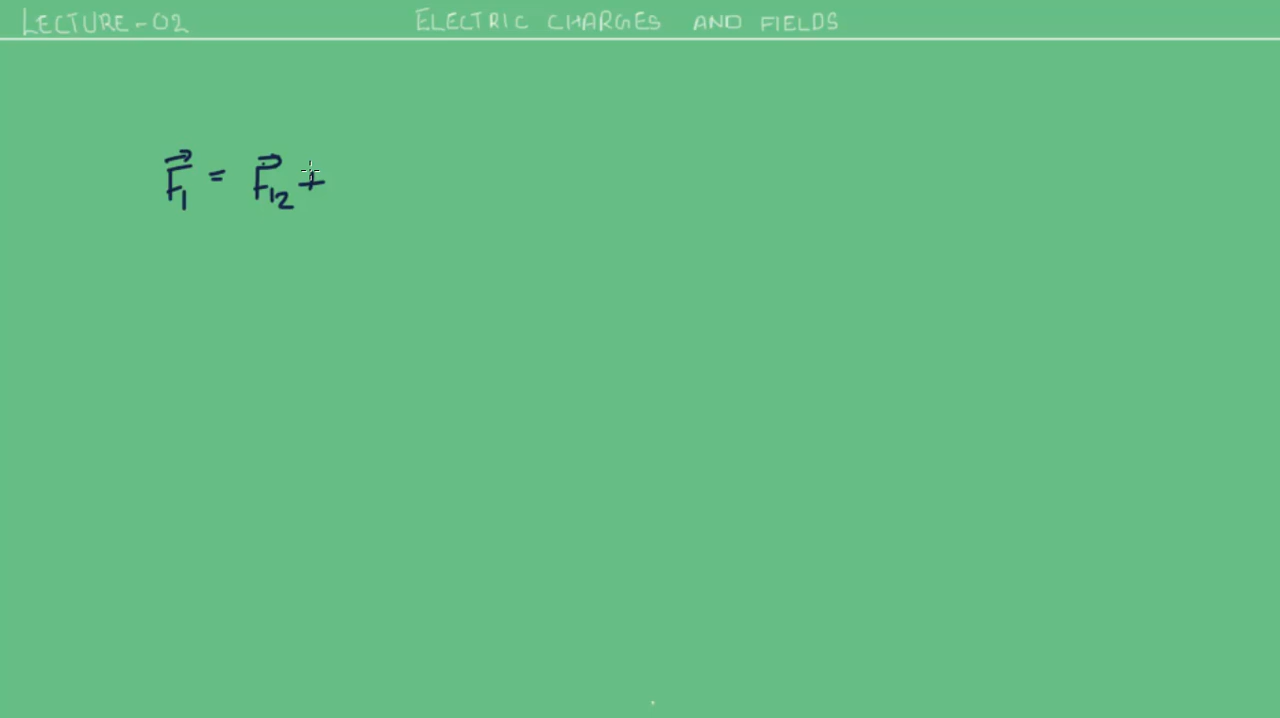 LECTURE-02 ELECTRIC CHARGES AND FIELDS
F⃗₁ = F⃗₁₂ +